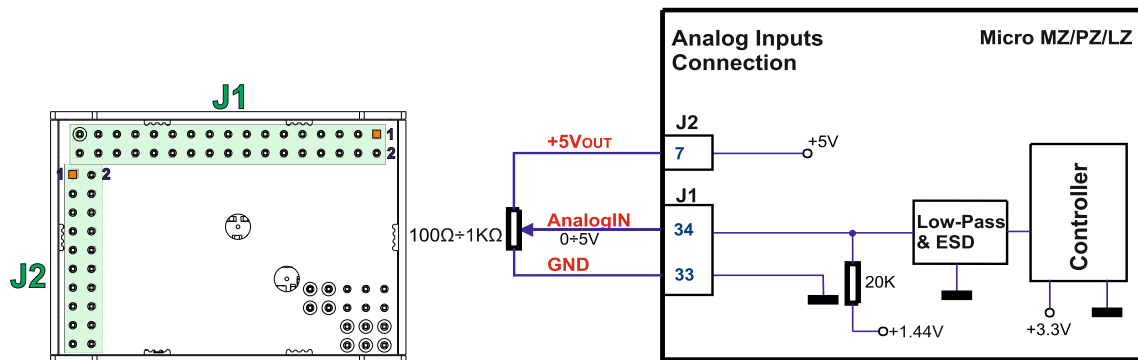 J1
1
2
1
2
J2
Analog Inputs
Connection
Micro MZ/PZ/LZ
J2
+5VOUT
7
+5V
J1
AnalogIN
34
0÷5V
100Ω÷1KΩ
GND
33
20K
+1.44V
Low-Pass
& ESD
Controller
+3.3V